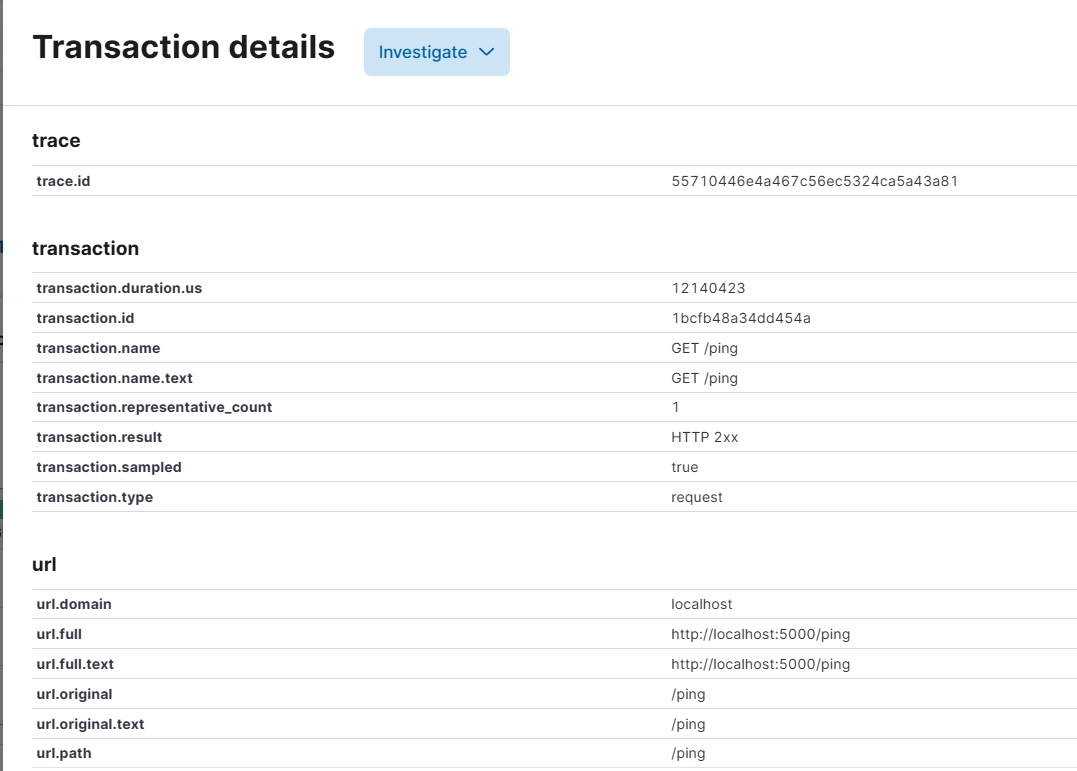 Transaction details
Investigate
trace
trace.id 55710446e4a467c56ec5324ca5a43a81
transaction
transaction.duration.us 12140423
transaction.id 1bcfb48a34dd454a
transaction.name GET /ping
transaction.name.text GET /ping
transaction.representative_count 1
transaction.result HTTP 2xx
transaction.sampled true
transaction.type request
url
url.domain localhost
url.full http://localhost:5000/ping
url.full.text http://localhost:5000/ping
url.original /ping
url.original.text /ping
url.path /ping